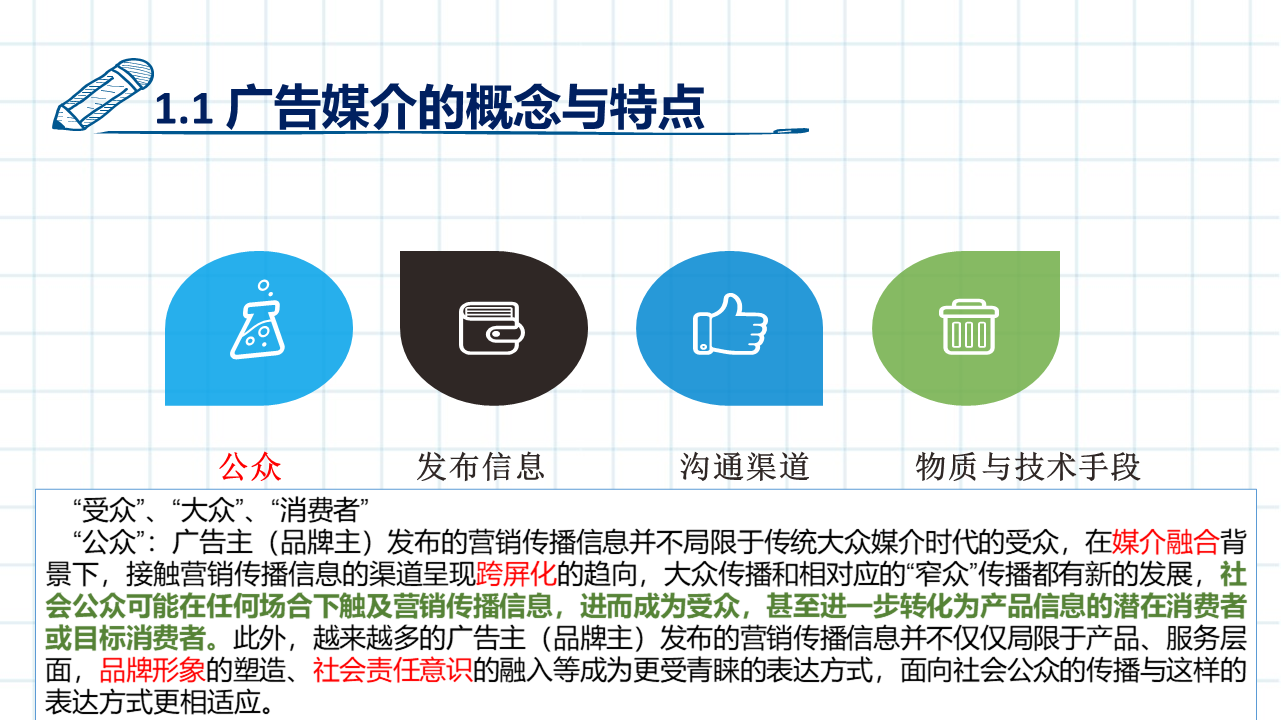 1.1 广告媒介的概念与特点
公众
发布信息
沟通渠道
物质与技术手段
“受众”、“大众”、“消费者”
“公众”：广告主（品牌主）发布的营销传播信息并不局限于传统大众媒介时代的受众，在媒介融合背
景下，接触营销传播信息的渠道呈现跨屏化的趋向，大众传播和相对应的“窄众”传播都有新的发展，社
会公众可能在任何场合下触及营销传播信息，进而成为受众，甚至进一步转化为产品信息的潜在消费者
或目标消费者。此外，越来越多的广告主（品牌主）发布的营销传播信息并不仅仅局限于产品、服务层
面，品牌形象的塑造、社会责任意识的融入等成为更受青睐的表达方式，面向社会公众的传播与这样的
表达方式更相适应。